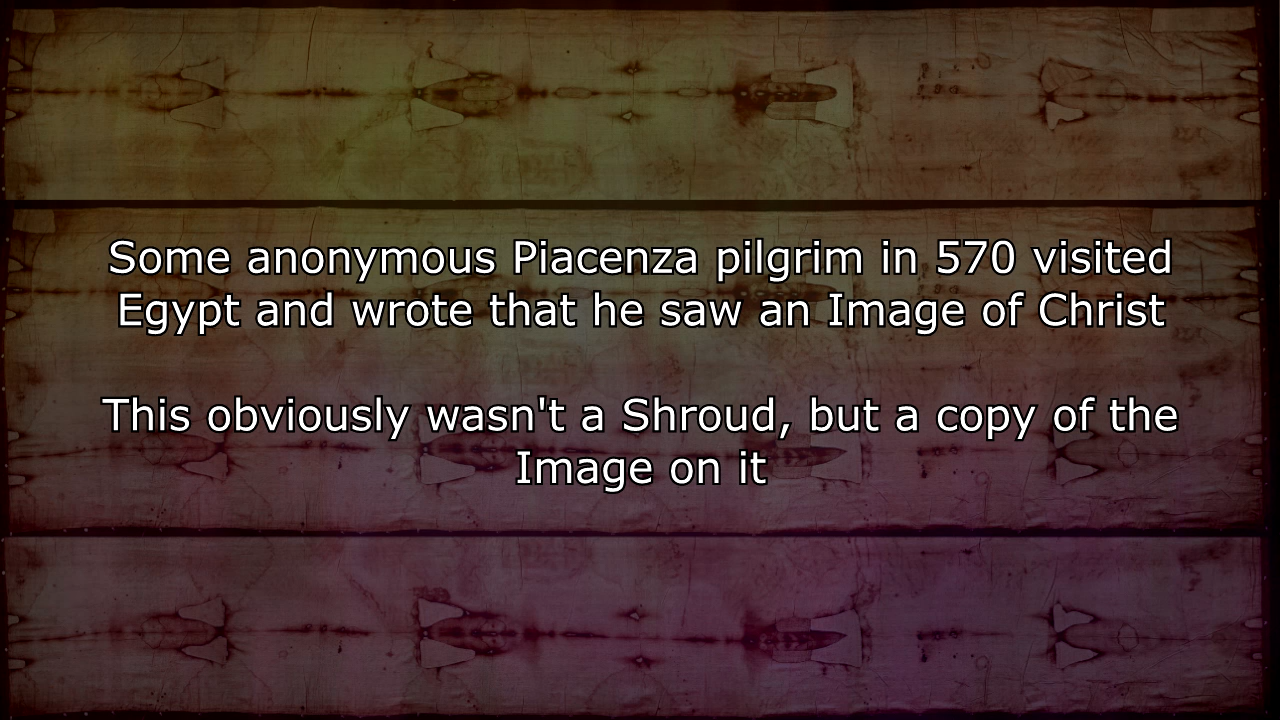 Some anonymous Piacenza pilgrim in 570 visited
Egypt and wrote that he saw an Image of Christ
This obviously wasn't a Shroud, but a copy of the
Image on it